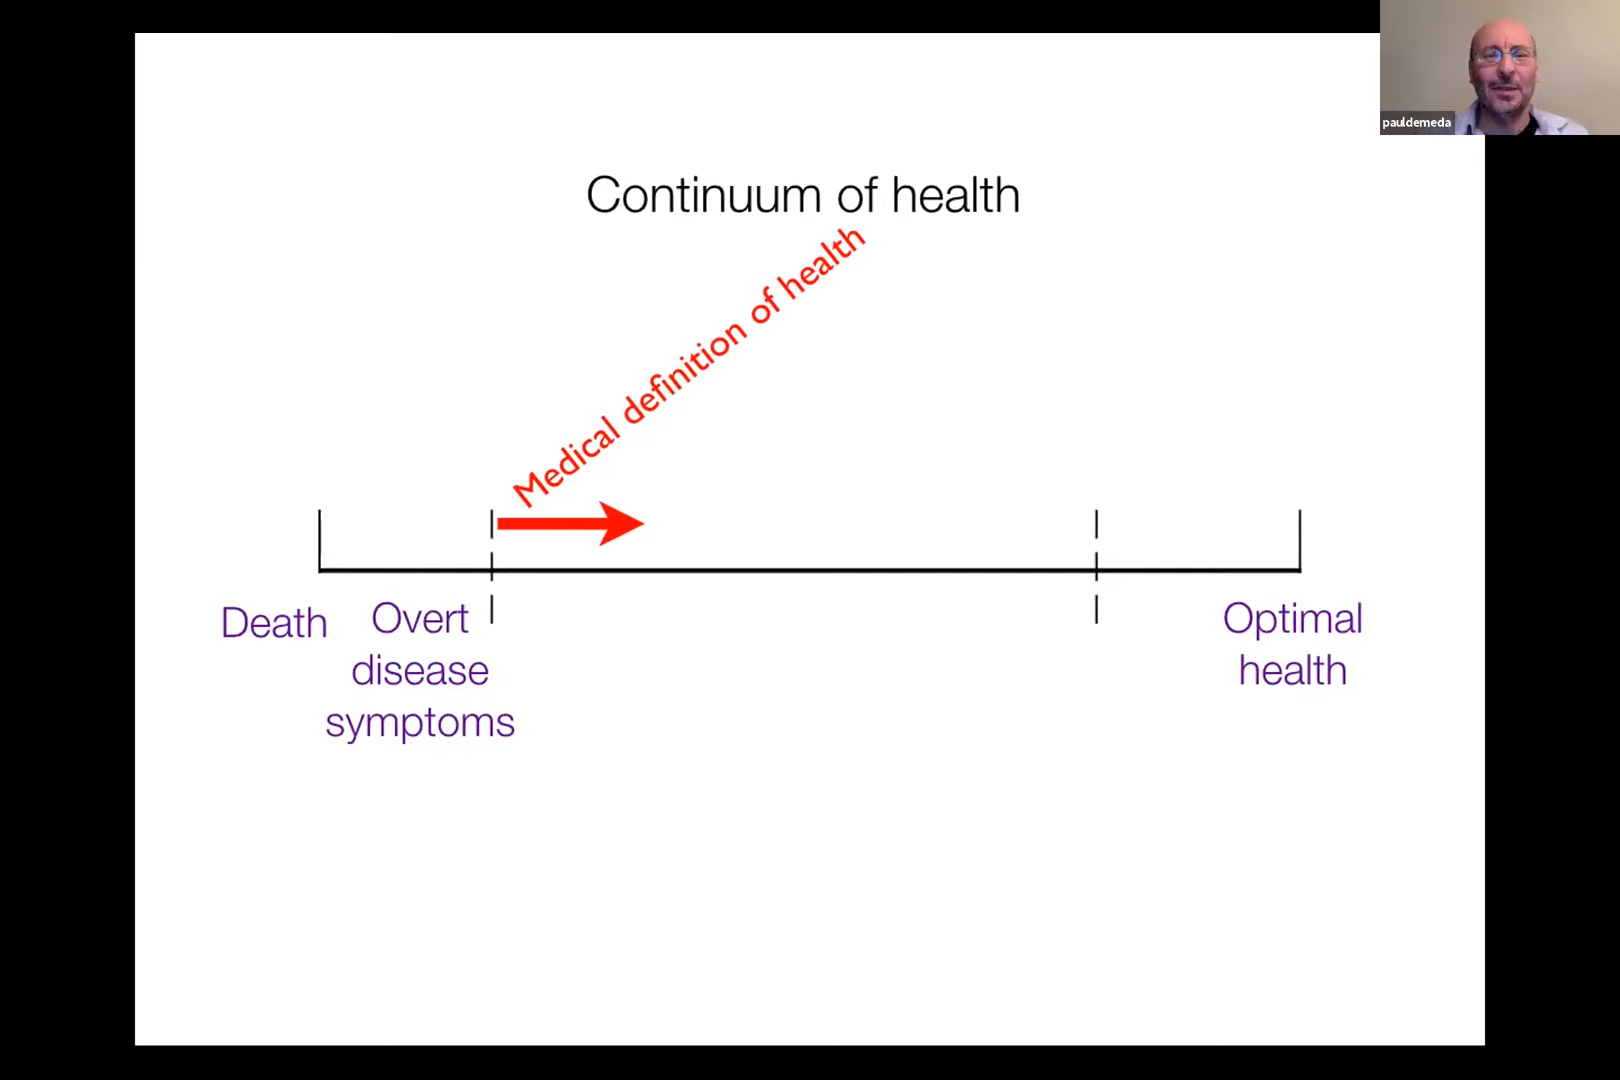 pauldemeda
Continuum of health
Medical definition of health
Death
Overt
disease
symptoms
Optimal
health